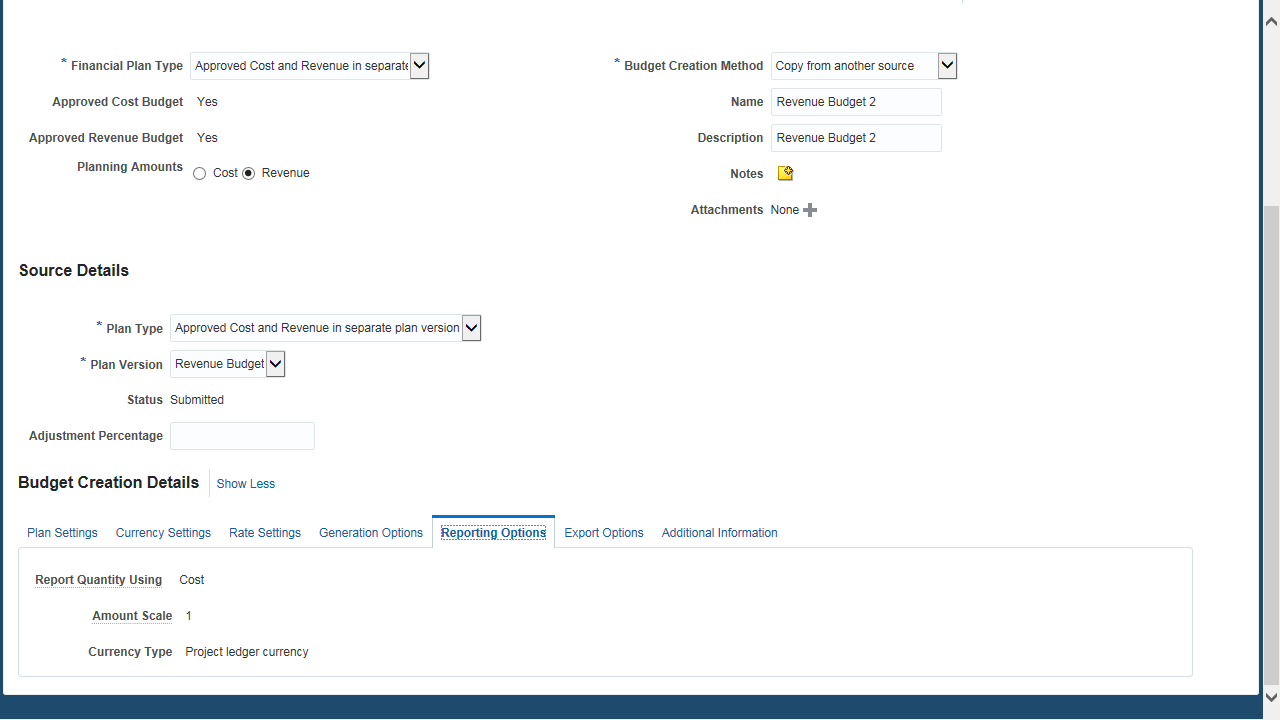 * Financial Plan Type Approved Cost and Revenue in separate
Approved Cost Budget Yes
Approved Revenue Budget Yes
Planning Amounts Cost Revenue
* Budget Creation Method Copy from another source
Name Revenue Budget 2
Description Revenue Budget 2
Notes
Attachments None
Source Details
* Plan Type Approved Cost and Revenue in separate plan version
* Plan Version Revenue Budget
Status Submitted
Adjustment Percentage
Budget Creation Details Show Less
Plan Settings Currency Settings Rate Settings Generation Options Reporting Options Export Options Additional Information
Report Quantity Using Cost
Amount Scale 1
Currency Type Project ledger currency